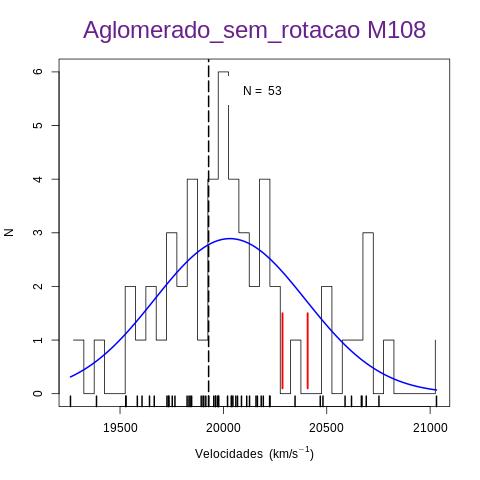 Aglomerado_sem_rotacao M108
N = 53
6
5
4
3
2
1
0
N
19500 20000 20500 21000
Velocidades (km/s⁻¹)